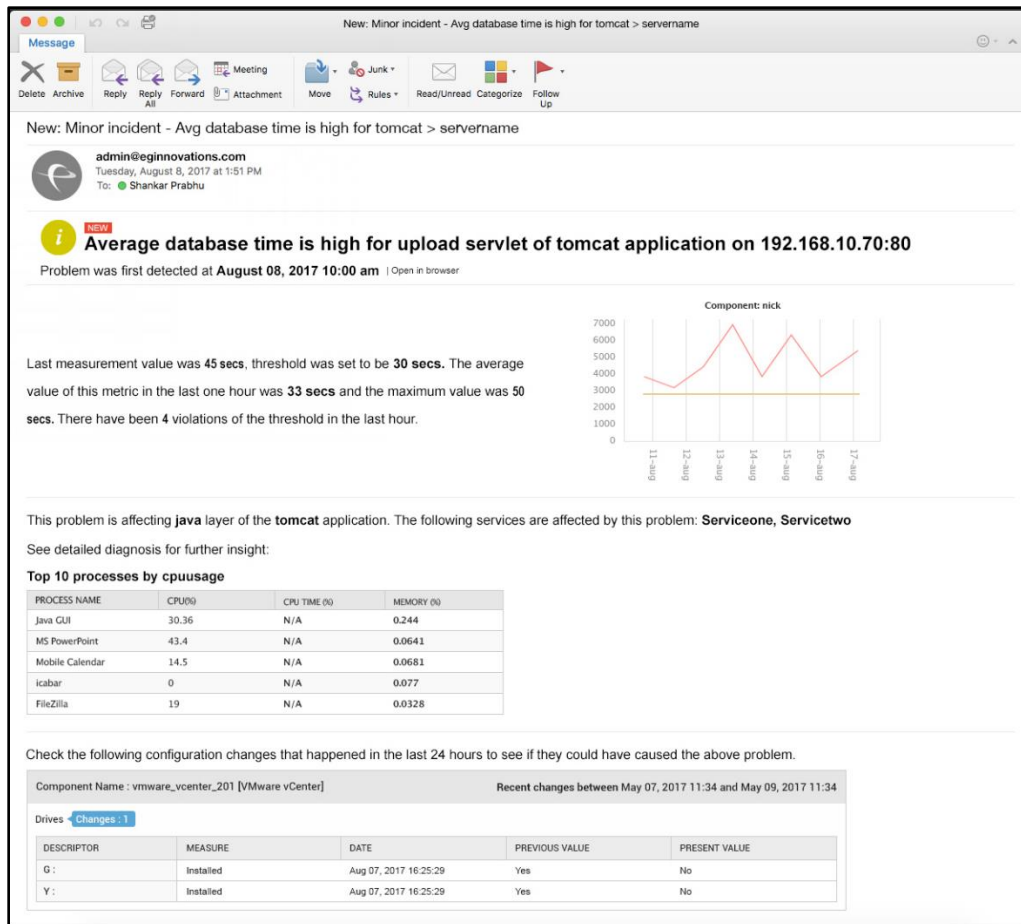 New: Minor incident - Avg database time is high for tomcat > servername
Message
Delete Archive Reply Reply All Forward Meeting Attachment Move Junk Rules Read/Unread Categorize Follow Up
New: Minor incident - Avg database time is high for tomcat > servername
admin@eginnovations.com
Tuesday, August 8, 2017 at 1:51 PM
To: Shankar Prabhu
NEW
Average database time is high for upload servlet of tomcat application on 192.168.10.70:80
Problem was first detected at August 08, 2017 10:00 am | Open in browser
Last measurement value was 45 secs, threshold was set to be 30 secs. The average
value of this metric in the last one hour was 33 secs and the maximum value was 50
secs. There have been 4 violations of the threshold in the last hour.
Component: nick
7000
6000
5000
4000
3000
2000
1000
0
11-aug 12-aug 13-aug 14-aug 15-aug 16-aug 17-aug
This problem is affecting java layer of the tomcat application. The following services are affected by this problem: Serviceone, Servicetwo
See detailed diagnosis for further insight:
Top 10 processes by cpuusage
PROCESS NAME CPU(%) CPU TIME (%) MEMORY (%)
Java GUI 30.36 N/A 0.244
MS PowerPoint 43.4 N/A 0.0641
Mobile Calendar 14.5 N/A 0.0681
icabar 0 N/A 0.077
FileZilla 19 N/A 0.0328
Check the following configuration changes that happened in the last 24 hours to see if they could have caused the above problem.
Component Name : vmware_vcenter_201 [VMware vCenter] Recent changes between May 07, 2017 11:34 and May 09, 2017 11:34
Drives Changes : 1
DESCRIPTOR MEASURE DATE PREVIOUS VALUE PRESENT VALUE
G : Installed Aug 07, 2017 16:25:29 Yes No
Y : Installed Aug 07, 2017 16:25:29 Yes No